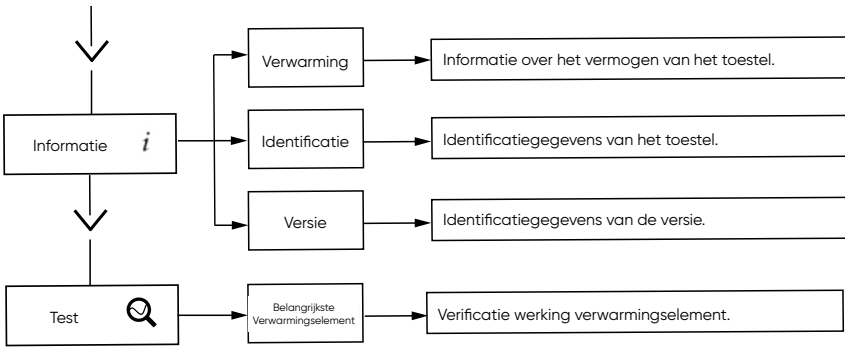 Verwarming
Informatie over het vermogen van het toestel.
Informatie i
Identificatie
Identificatiegegevens van het toestel.
Versie
Identificatiegegevens van de versie.
Test
Belangrijkste
Verwarmingselement
Verificatie werking verwarmingselement.